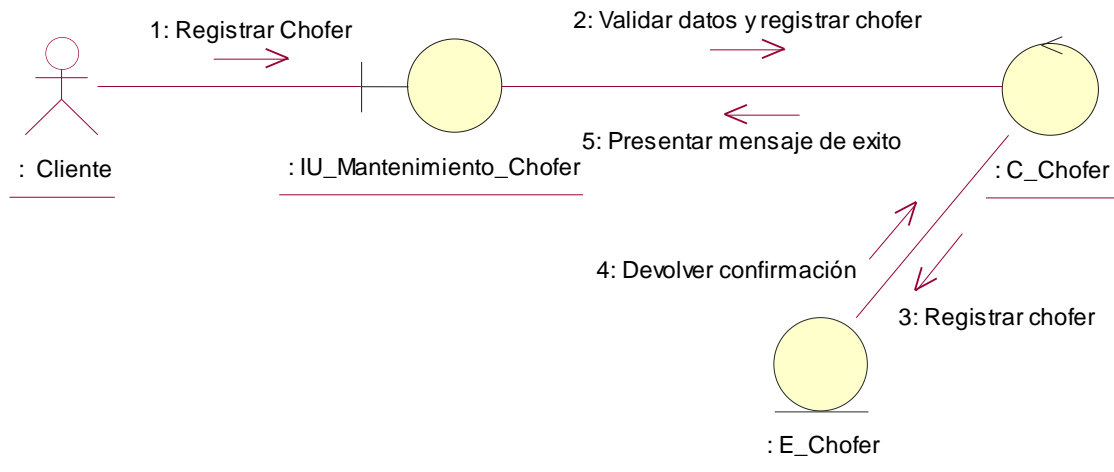 1: Registrar Chofer
2: Validar datos y registrar chofer
5: Presentar mensaje de exito
: Cliente
: IU_Mantenimiento_Chofer
: C_Chofer
4: Devolver confirmación
3: Registrar chofer
: E_Chofer